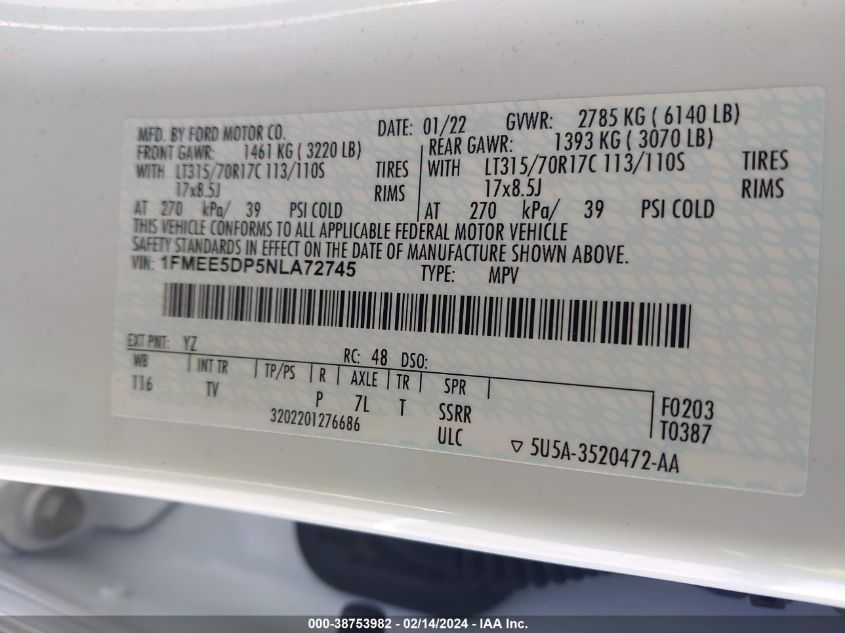 MFD. BY FORD MOTOR CO. DATE: 01/22 GVWR: 2785 KG ( 6140 LB)
FRONT GAWR: 1461 KG ( 3220 LB) REAR GAWR: 1393 KG ( 3070 LB)
WITH LT315/70R17C 113/110S TIRES WITH LT315/70R17C 113/110S TIRES
17x8.5J RIMS 17x8.5J RIMS
AT 270 kPa/ 39 PSI COLD AT 270 kPa/ 39 PSI COLD
THIS VEHICLE CONFORMS TO ALL APPLICABLE FEDERAL MOTOR VEHICLE
SAFETY STANDARDS IN EFFECT ON THE DATE OF MANUFACTURE SHOWN ABOVE.
VIN: 1FMEE5DP5NLA72745 TYPE: MPV
EXT PNT: YZ RC: 48 DSO:
WB INT TR TP/PS R AXLE TR SPR F0203
116 TV P 7L T SSRR T0387
3202201276686 ULC 5U5A-3520472-AA
000-38753982 - 02/14/2024 - IAA Inc.